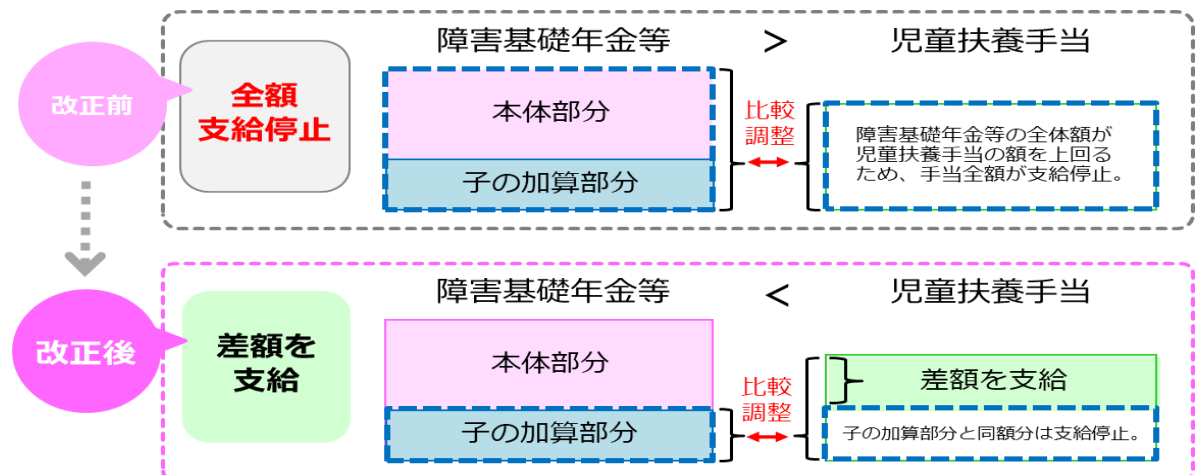 障害基礎年金等 > 児童扶養手当
改正前
全額
支給停止
本体部分
子の加算部分
比較
調整
障害基礎年金等の全体額が
児童扶養手当の額を上回る
ため、手当全額が支給停止。
障害基礎年金等 < 児童扶養手当
改正後
差額を
支給
本体部分
子の加算部分
比較
調整
差額を支給
子の加算部分と同額分は支給停止。